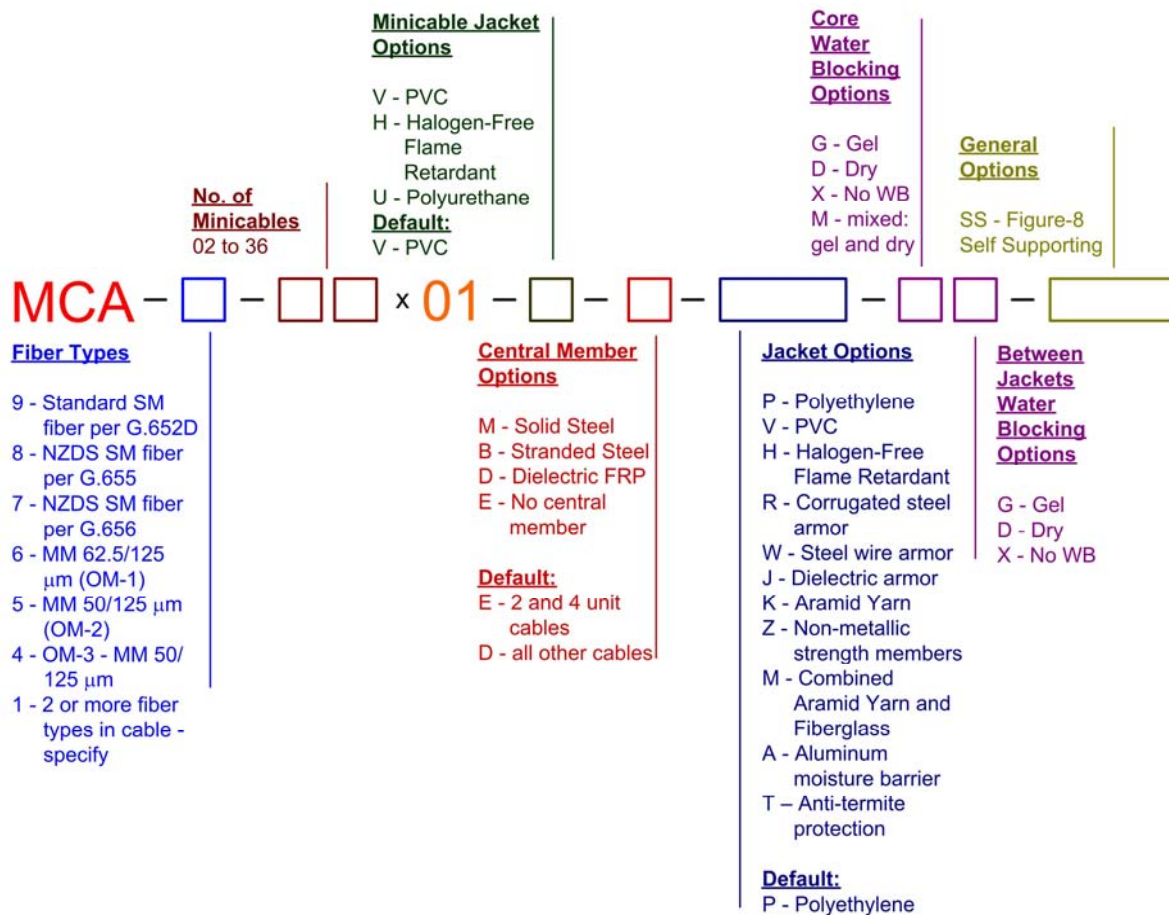 Minicable Jacket
Options
V - PVC
H - Halogen-Free
Flame
Retardant
U - Polyurethane
Default:
V - PVC
Core
Water
Blocking
Options
G - Gel
D - Dry
X - No WB
M - mixed:
gel and dry
General
Options
SS - Figure-8
Self Supporting
No. of
Minicables
02 to 36
MCA – – x 01 – – – – –
Fiber Types
9 - Standard SM
fiber per G.652D
8 - NZDS SM fiber
per G.655
7 - NZDS SM fiber
per G.656
6 - MM 62.5/125
μm (OM-1)
5 - MM 50/125 μm
(OM-2)
4 - OM-3 - MM 50/
125 μm
1 - 2 or more fiber
types in cable -
specify
Central Member
Options
M - Solid Steel
B - Stranded Steel
D - Dielectric FRP
E - No central
member
Default:
E - 2 and 4 unit
cables
D - all other cables
Jacket Options
P - Polyethylene
V - PVC
H - Halogen-Free
Flame Retardant
R - Corrugated steel
armor
W - Steel wire armor
J - Dielectric armor
K - Aramid Yarn
Z - Non-metallic
strength members
M - Combined
Aramid Yarn and
Fiberglass
A - Aluminum
moisture barrier
T – Anti-termite
protection
Default:
P - Polyethylene
Between
Jackets
Water
Blocking
Options
G - Gel
D - Dry
X - No WB